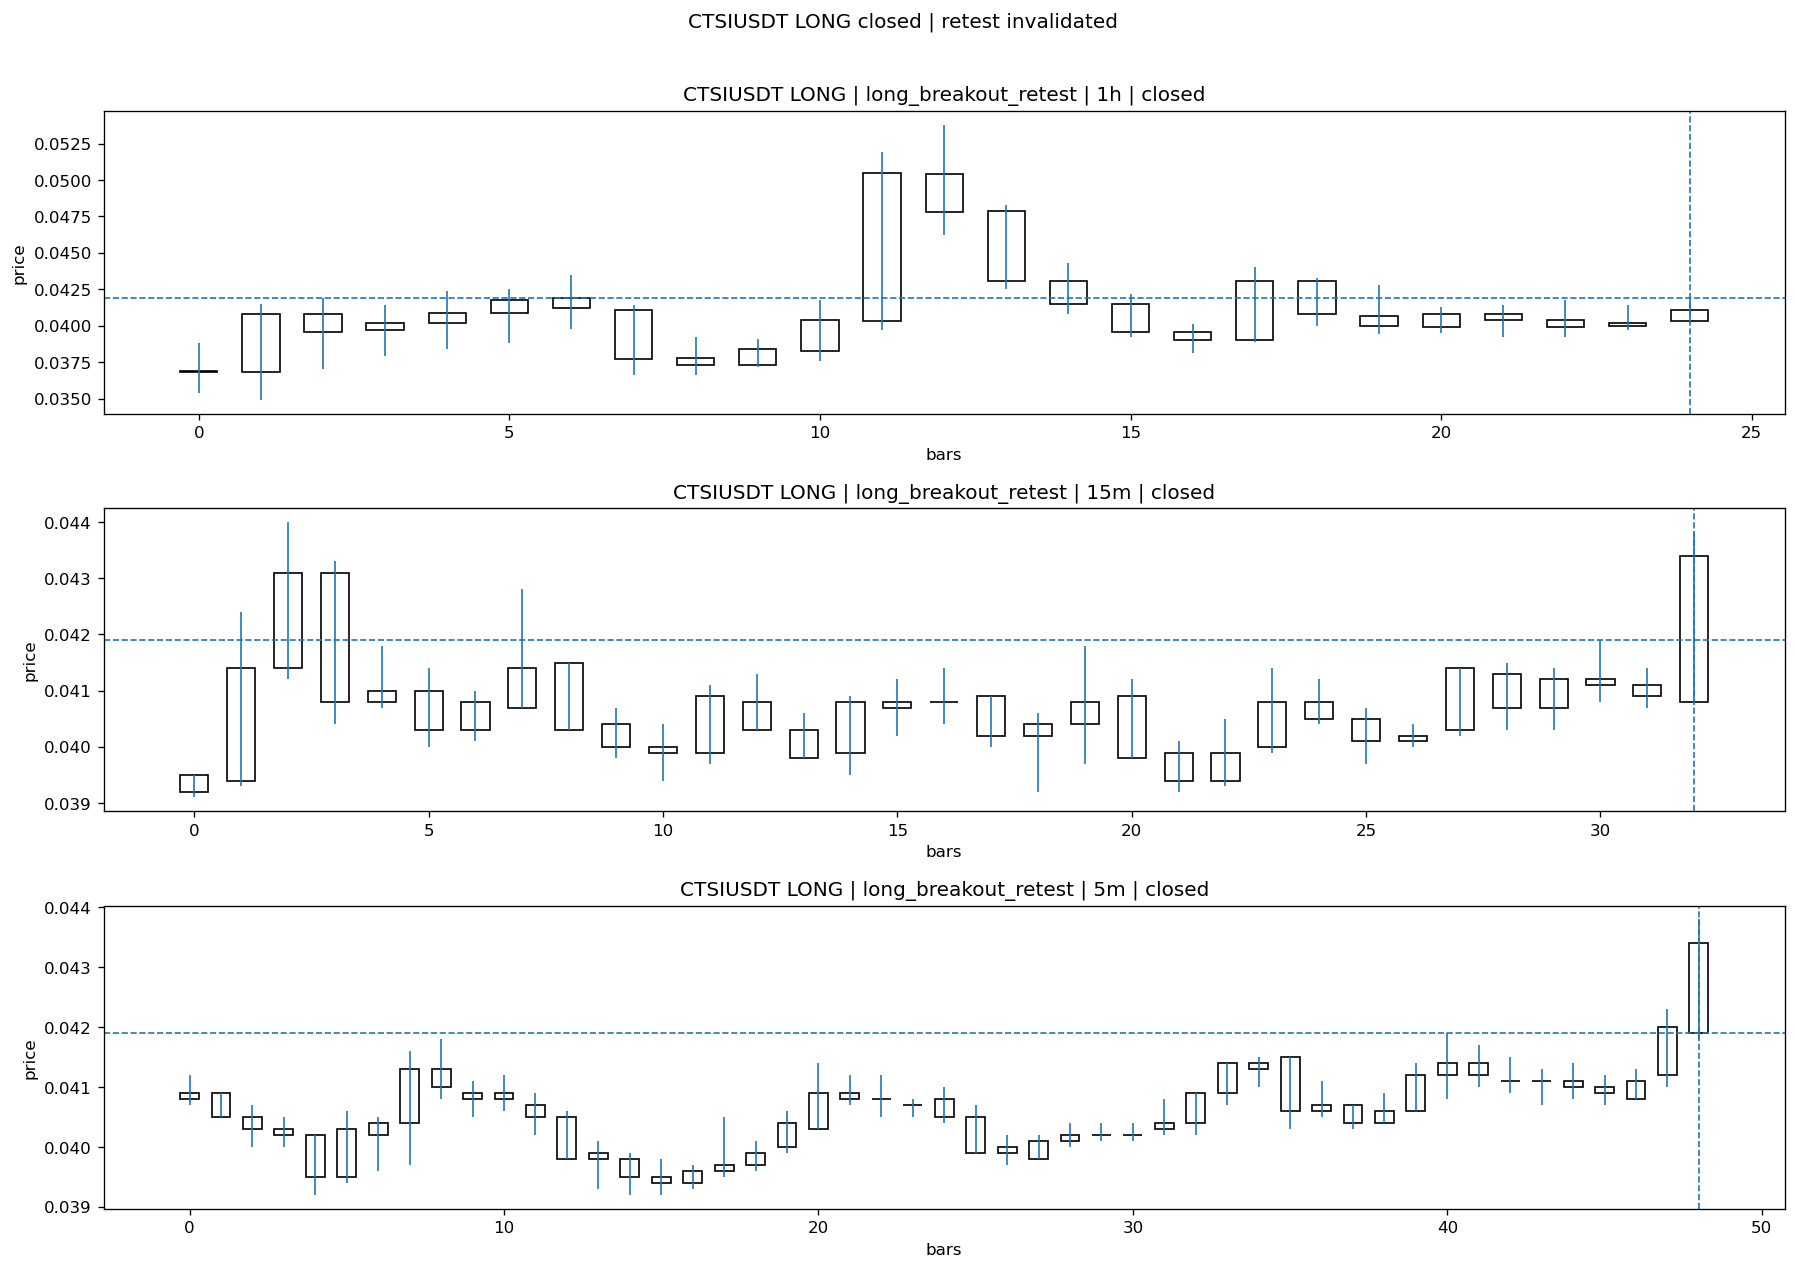 CTSIUSDT LONG closed | retest invalidated
CTSIUSDT LONG | long_breakout_retest | 1h | closed
0.0525
0.0500
0.0475
0.0450
0.0425
0.0400
0.0375
0.0350
price
0 5 10 15 20 25
bars
CTSIUSDT LONG | long_breakout_retest | 15m | closed
0.044
0.043
0.042
0.041
0.040
0.039
price
0 5 10 15 20 25 30
bars
CTSIUSDT LONG | long_breakout_retest | 5m | closed
0.044
0.043
0.042
0.041
0.040
0.039
price
0 10 20 30 40 50
bars